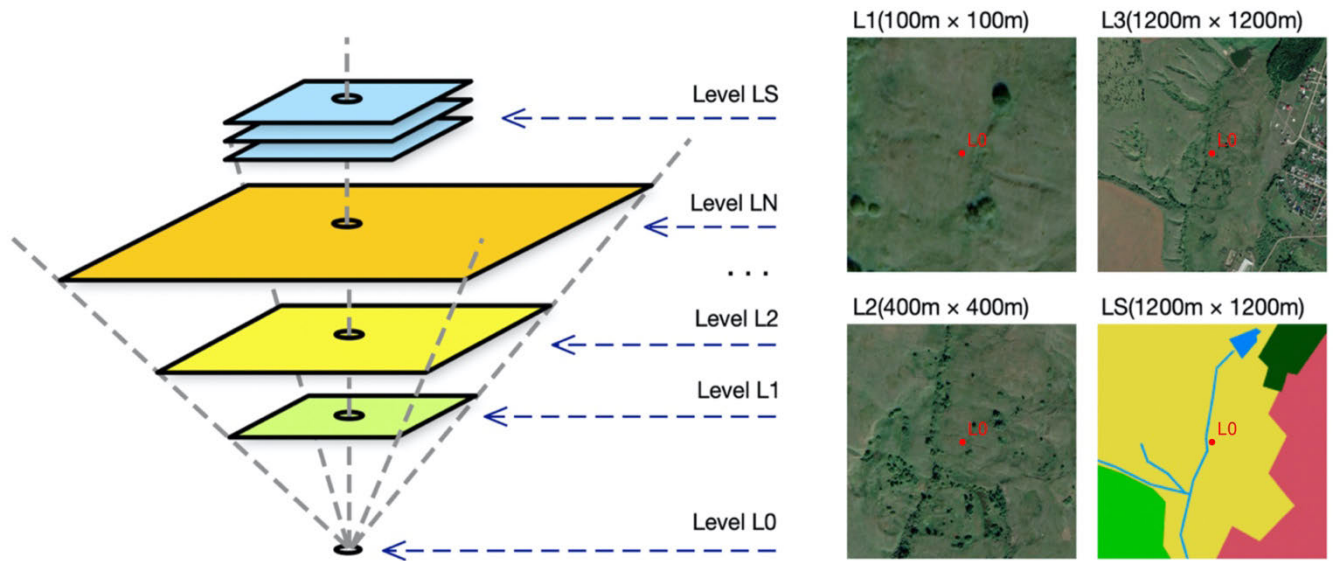 Level LS
Level LN
. . .
Level L2
Level L1
Level L0
L1(100m × 100m)
L0
L3(1200m × 1200m)
L0
L2(400m × 400m)
L0
LS(1200m × 1200m)
L0